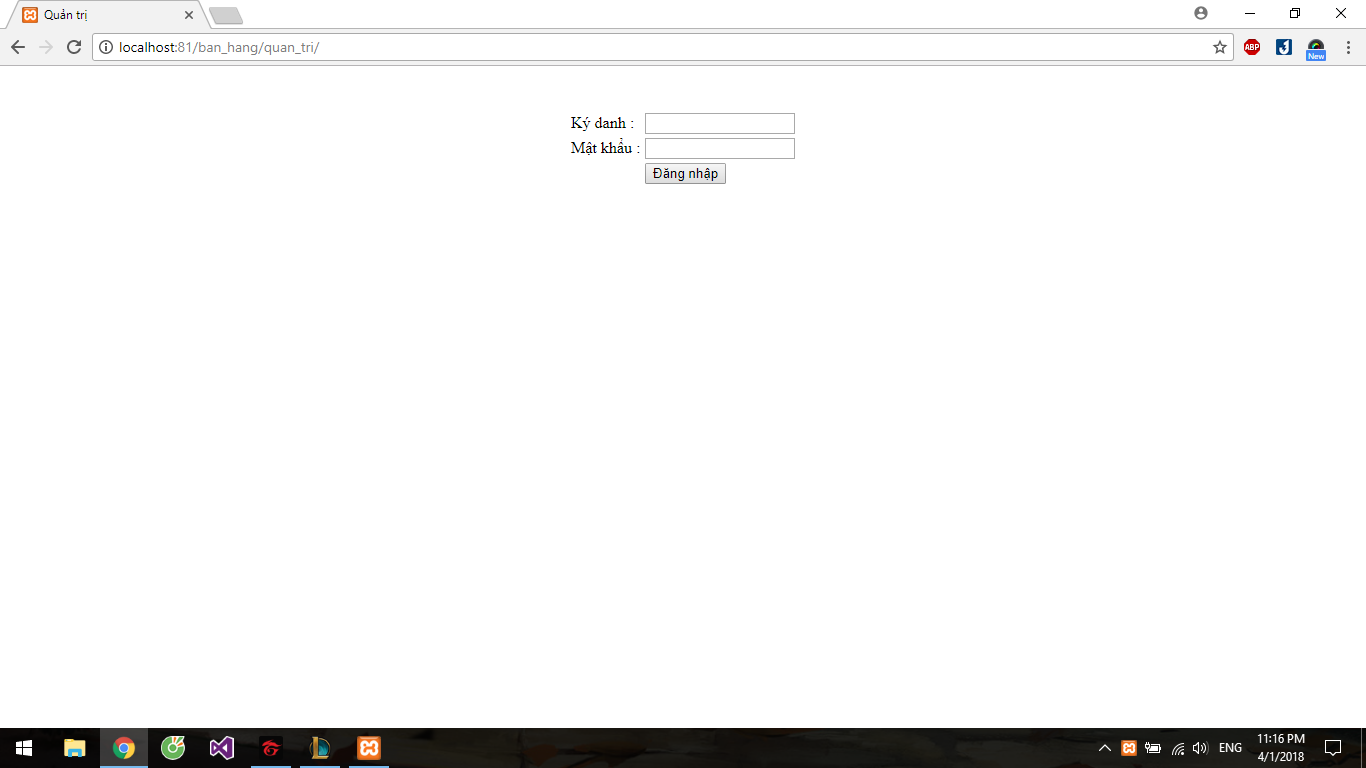 Quản trị
localhost:81/ban_hang/quan_tri/
ABP
New
Ký danh :
Mật khẩu :
Đăng nhập
ENG
11:16 PM
4/1/2018